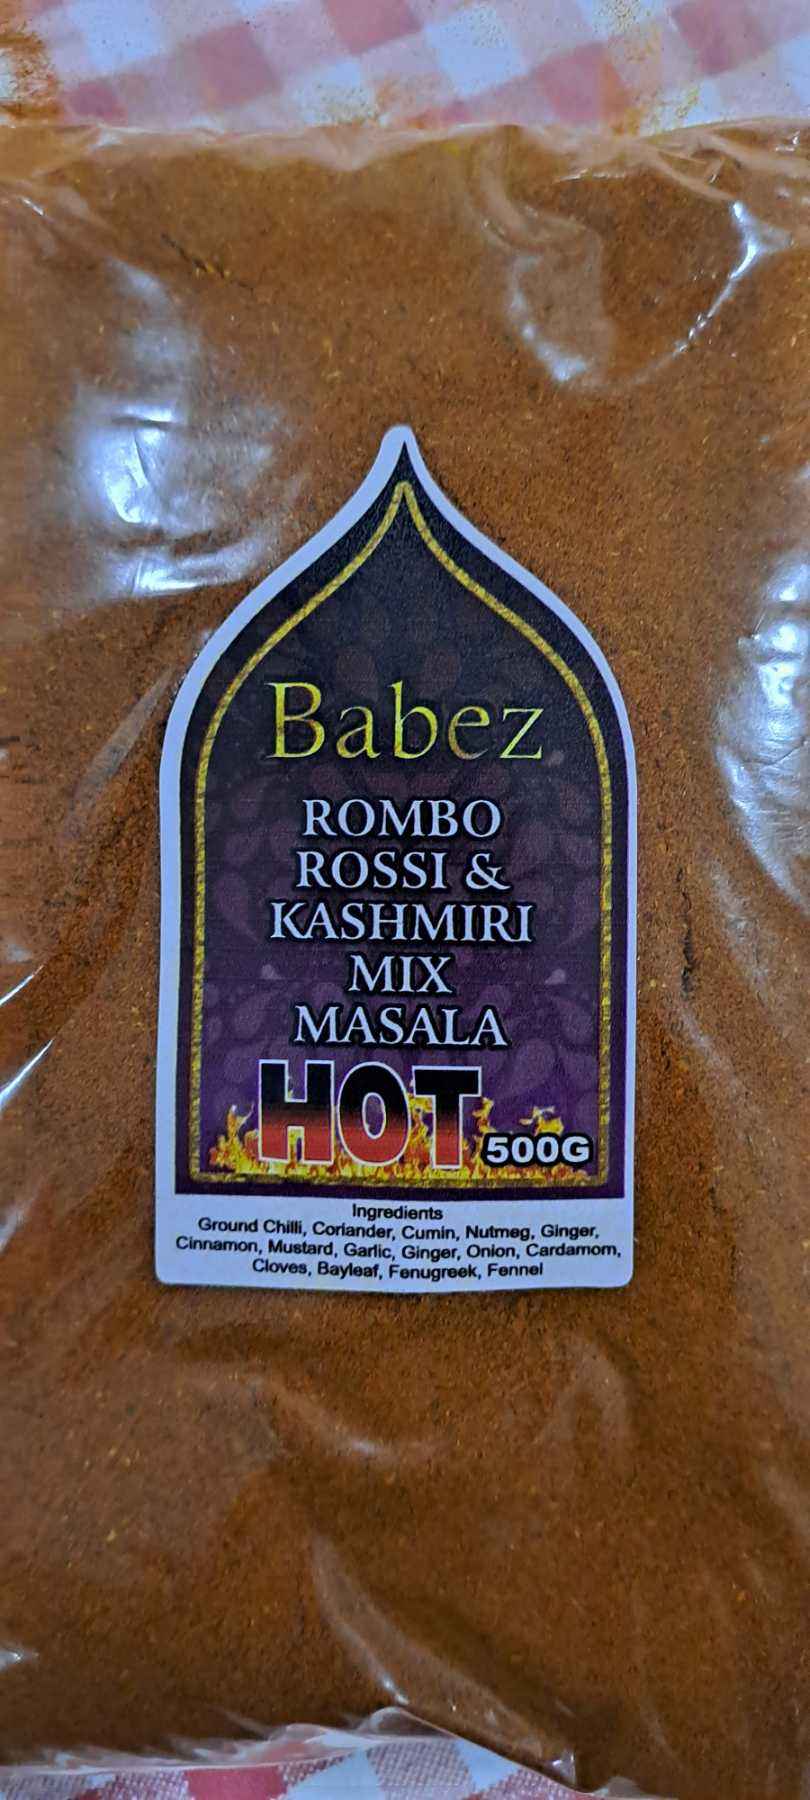 Babez
ROMBO
ROSSI &
KASHMIRI
MIX
MASALA
HOT 500G
Ingredients
Ground Chilli, Coriander, Cumin, Nutmeg, Ginger,
Cinnamon, Mustard, Garlic, Ginger, Onion, Cardamom,
Cloves, Bayleaf, Fenugreek, Fennel